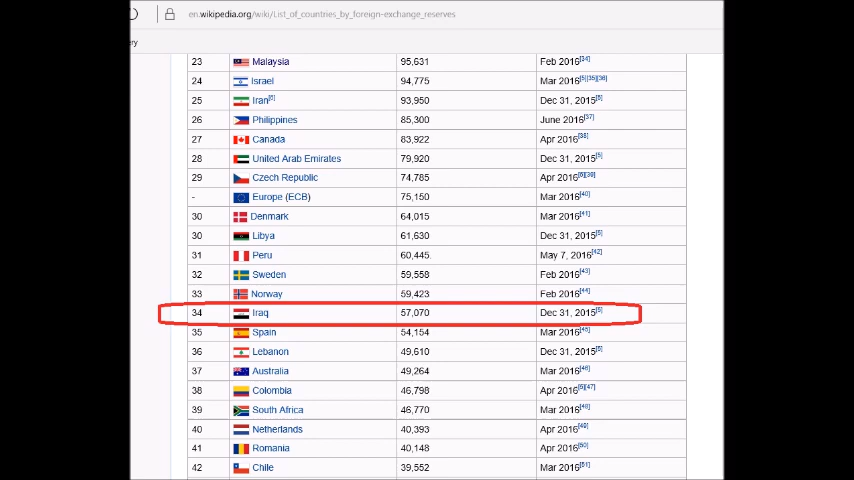 en.wikipedia.org/wiki/List_of_countries_by_foreign-exchange_reserves
ry
23 Malaysia 95,631 Feb 2016[34]
24 Israel 94,775 Mar 2016[5][35][36]
25 Iran[6] 93,950 Dec 31, 2015[5]
26 Philippines 85,300 June 2016[37]
27 Canada 83,922 Apr 2016[38]
28 United Arab Emirates 79,920 Dec 31, 2015[5]
29 Czech Republic 74,785 Apr 2016[6][39]
- Europe (ECB) 75,150 Mar 2016[40]
30 Denmark 64,015 Mar 2016[41]
30 Libya 61,630 Dec 31, 2015[5]
31 Peru 60,445. May 7, 2016[42]
32 Sweden 59,558 Feb 2016[43]
33 Norway 59,423 Feb 2016[44]
34 Iraq 57,070 Dec 31, 2015[5]
35 Spain 54,154 Mar 2016[45]
36 Lebanon 49,610 Dec 31, 2015[5]
37 Australia 49,264 Mar 2016[46]
38 Colombia 46,798 Apr 2016[5][47]
39 South Africa 46,770 Mar 2016[48]
40 Netherlands 40,393 Apr 2016[49]
41 Romania 40,148 Apr 2016[50]
42 Chile 39,552 Mar 2016[51]